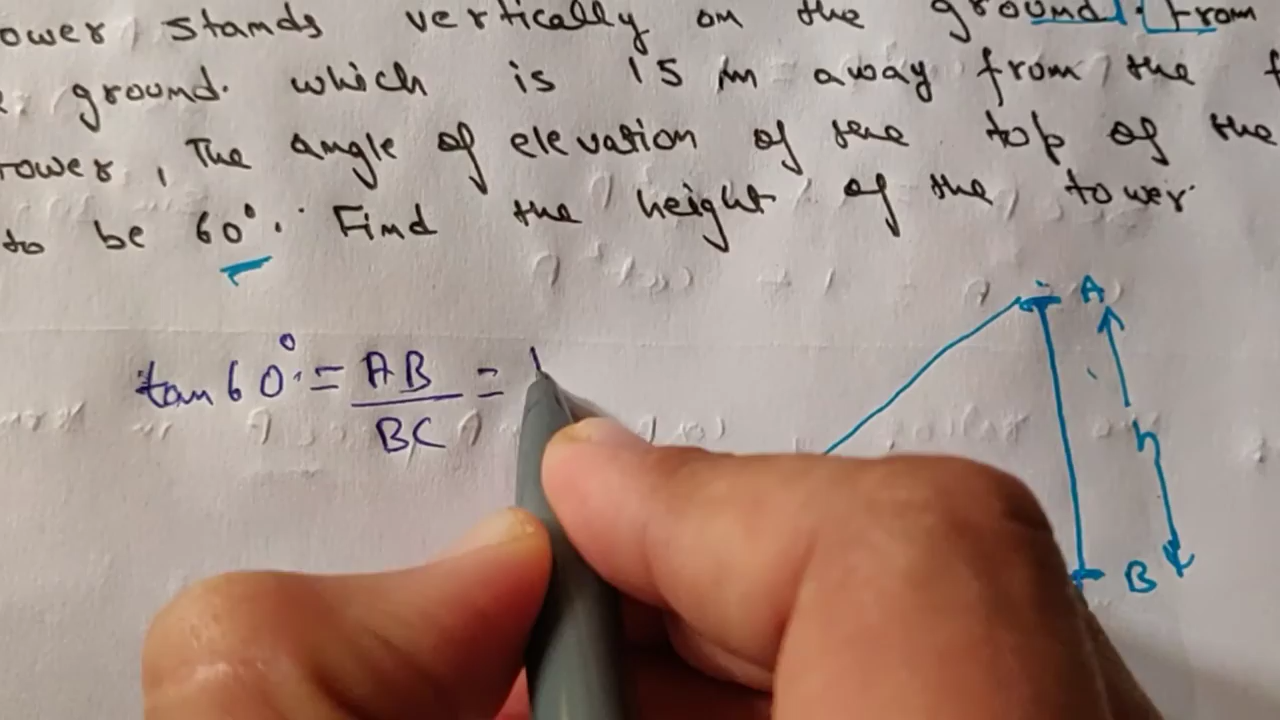 ower, stands vertically on the ground. From
ground. which is 15 m away from the
Tower, The angle of elevation of the top of the
to be 60°. Find the height of the tower
tan 60° = AB / BC =
A
h
B